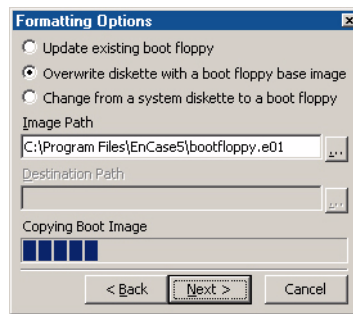 Formatting Options
Update existing boot floppy
Overwrite diskette with a boot floppy base image
Change from a system diskette to a boot floppy
Image Path
C:\Program Files\EnCase5\bootfloppy.e01
...
Destination Path
...
Copying Boot Image
< Back
Next >
Cancel